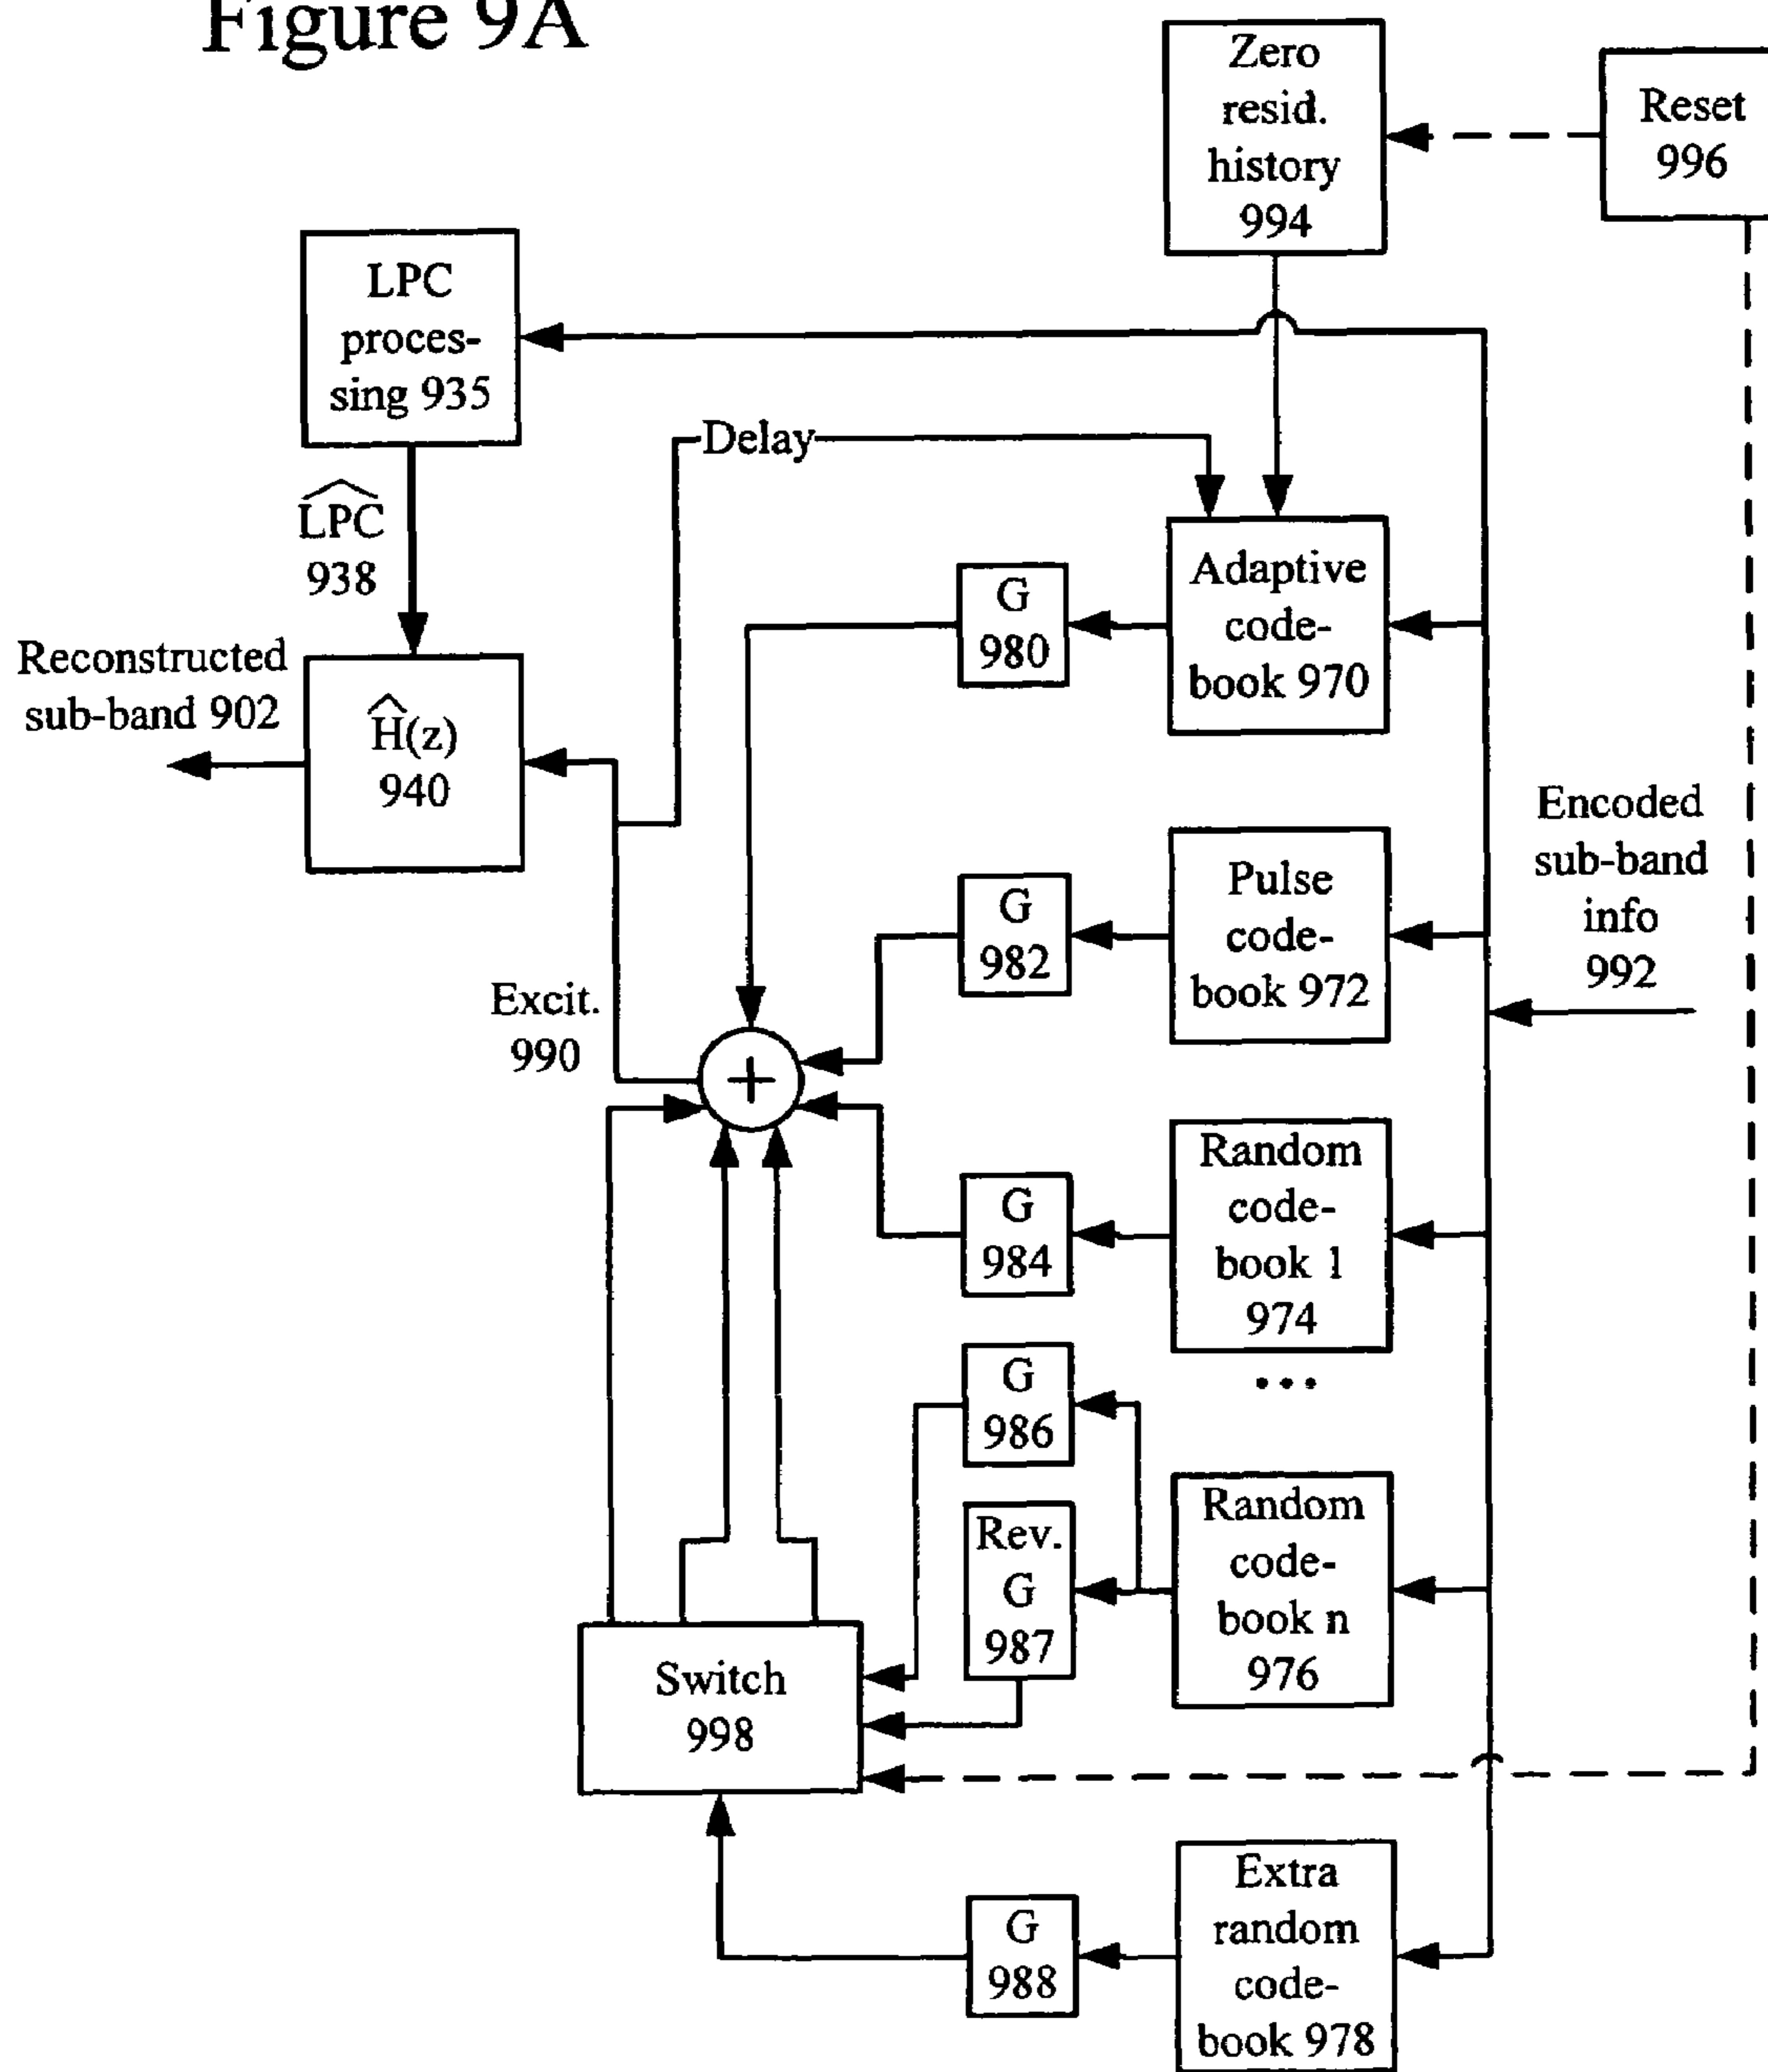 Figure 9A
Zero
resid.
history
994
Reset
996
LPC
proces-
sing 935
Delay
LPC
938
Adaptive
code-
book 970
G
980
Reconstructed
sub-band 902
Ĥ(z)
940
Encoded
sub-band
info
992
Pulse
code-
book 972
G
982
Excit.
990
+
Random
code-
book 1
974
G
984
...
G
986
Rev.
G
987
Random
code-
book n
976
Switch
998
Extra
random
code-
book 978
G
988